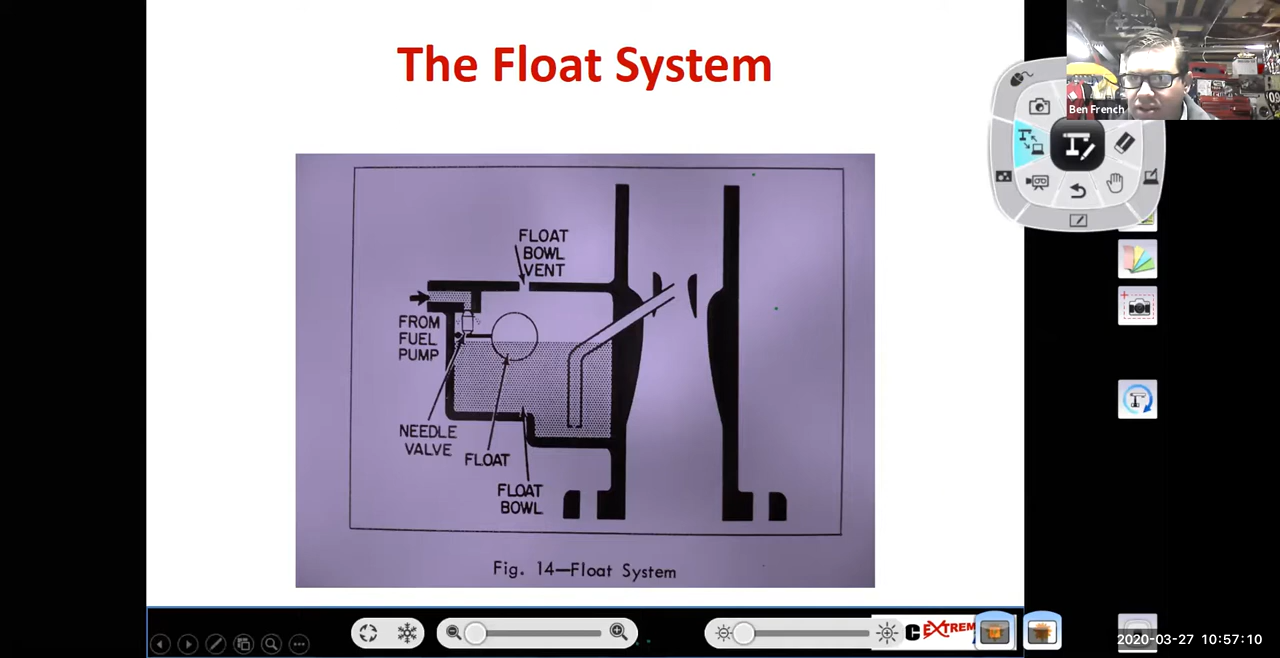 The Float System
Ben French
FLOAT
BOWL
VENT
FROM
FUEL
PUMP
NEEDLE
VALVE
FLOAT
FLOAT
BOWL
Fig. 14—Float System
EXTREM
2020-03-27 10:57:10